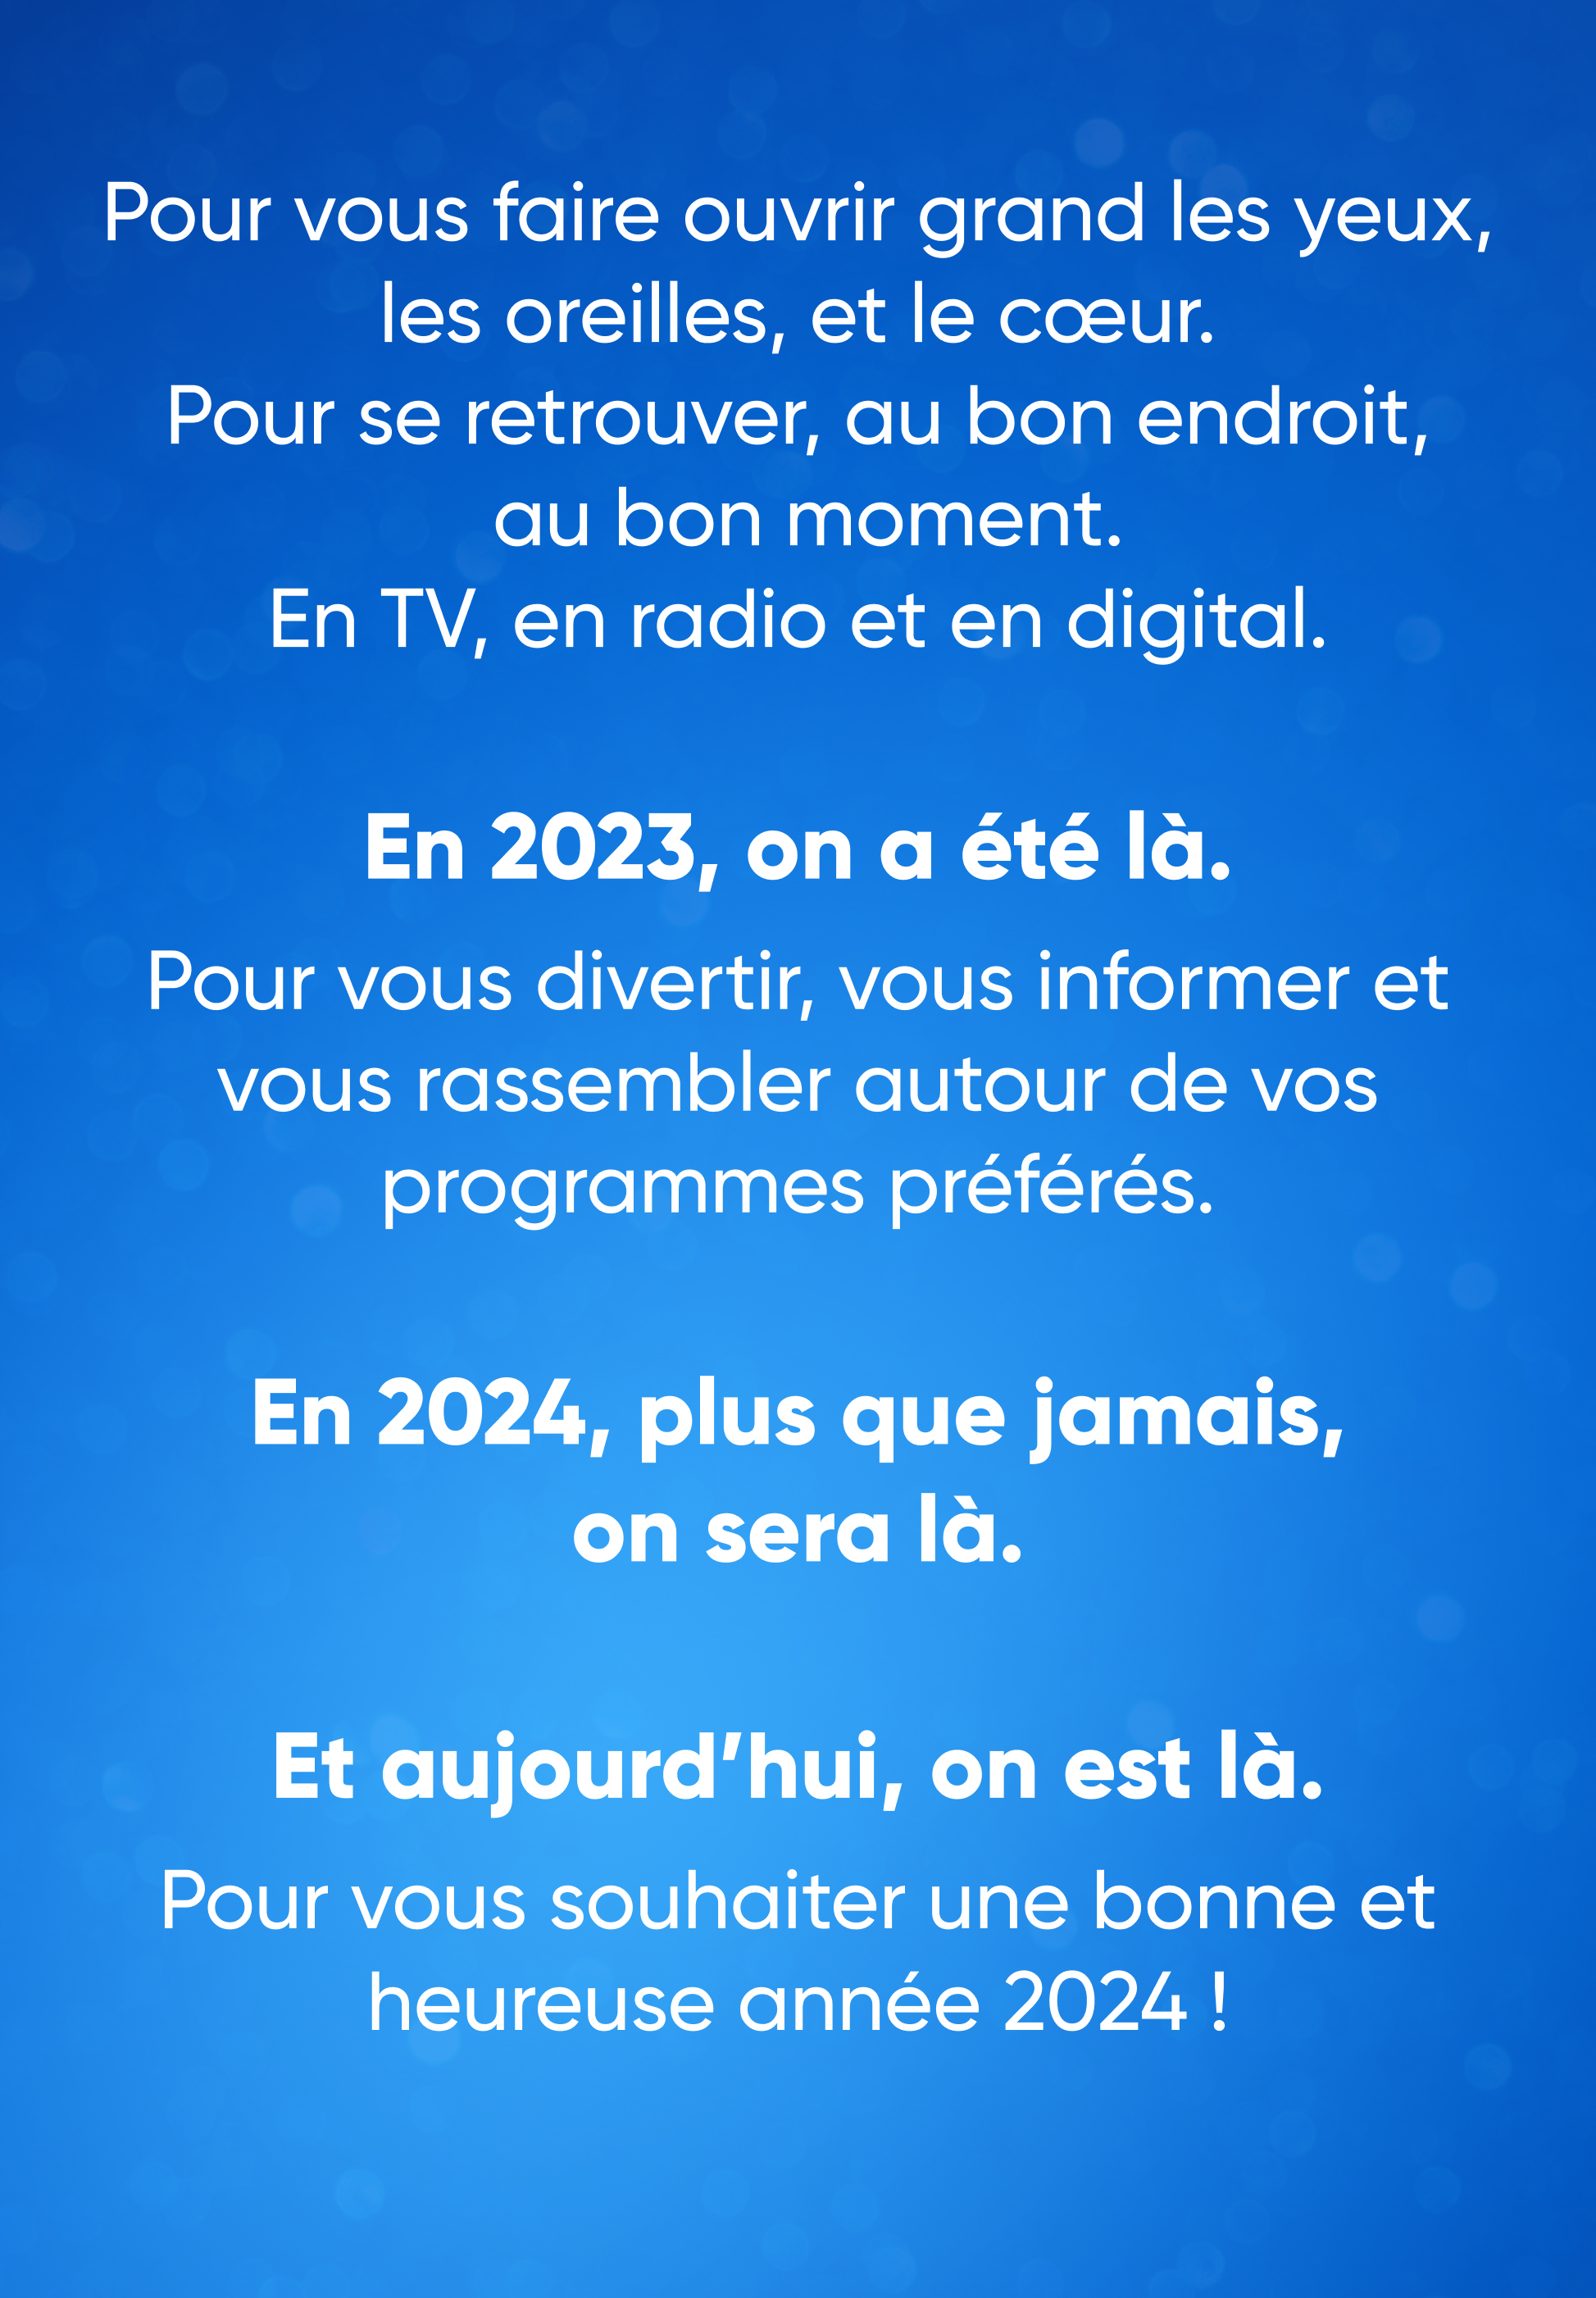 Pour vous faire ouvrir grand les yeux,
les oreilles, et le cœur.
Pour se retrouver, au bon endroit,
au bon moment.
En TV, en radio et en digital.
En 2023, on a été là.
Pour vous divertir, vous informer et
vous rassembler autour de vos
programmes préférés.
En 2024, plus que jamais,
on sera là.
Et aujourd’hui, on est là.
Pour vous souhaiter une bonne et
heureuse année 2024 !